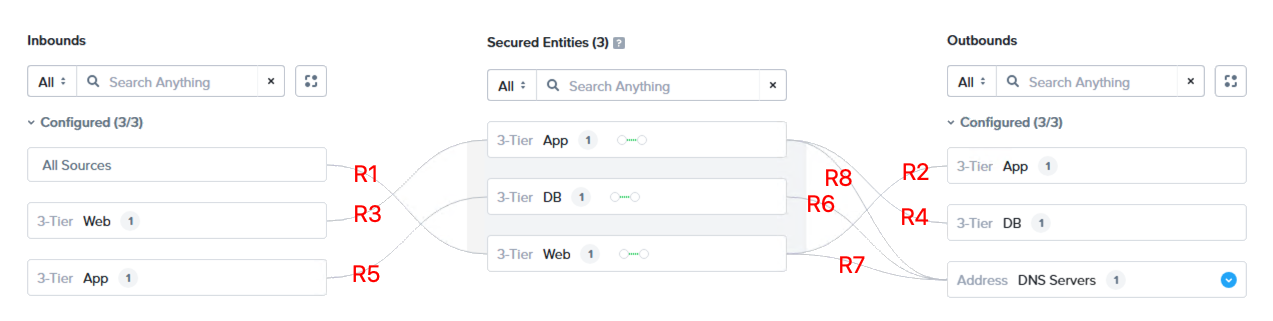 Inbounds
Secured Entities (3) ?
Outbounds
All Search Anything ×
All Search Anything ×
All Search Anything ×
Configured (3/3)
Configured (3/3)
All Sources
3-Tier Web 1
3-Tier App 1
R1
R3
R5
3-Tier App 1
3-Tier DB 1
3-Tier Web 1
R8
R6
R7
R2
R4
3-Tier App 1
3-Tier DB 1
Address DNS Servers 1